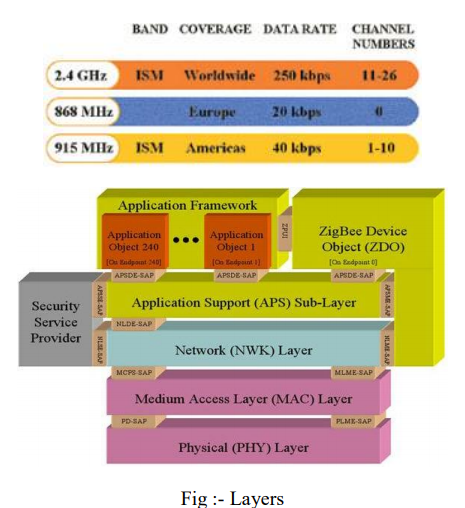 BAND COVERAGE DATA RATE CHANNEL NUMBERS
2.4 GHz ISM Worldwide 250 kbps 11-26
868 MHz Europe 20 kbps 0
915 MHz ISM Americas 40 kbps 1-10
Application Framework
Application Object 240
[On Endpoint 240]
Application Object 1
[On Endpoint 1]
ZPUI
ZigBee Device Object (ZDO)
[On Endpoint 0]
APSDE-SAP APSDE-SAP APSDE-SAP
Security Service Provider
Application Support (APS) Sub-Layer
NLDE-SAP
Network (NWK) Layer
NLME-SAP
MCPS-SAP MLME-SAP
Medium Access Layer (MAC) Layer
PD-SAP PLME-SAP
Physical (PHY) Layer
Fig :- Layers